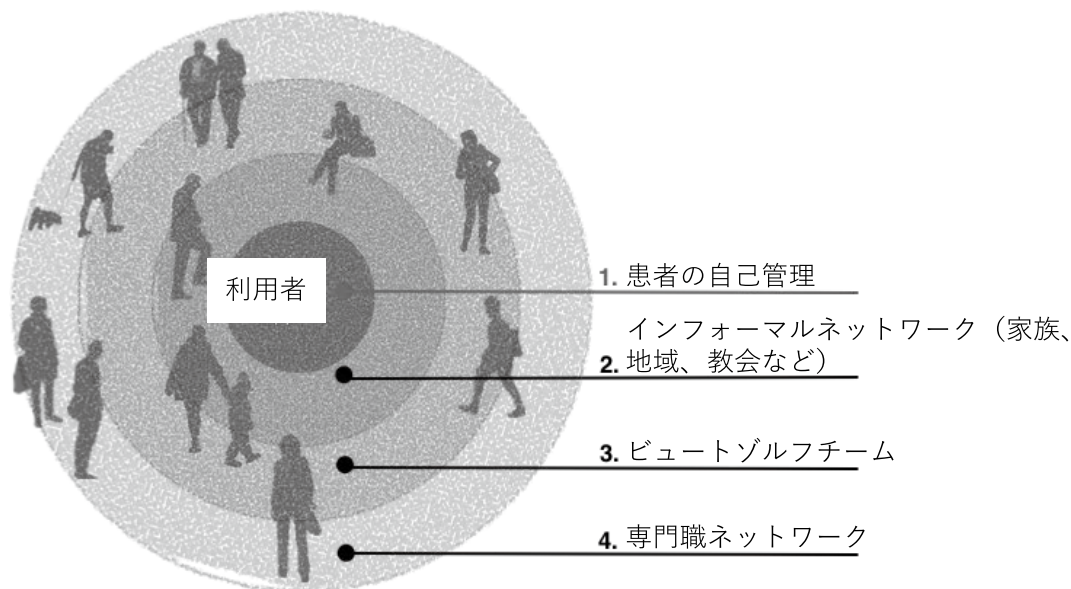 利用者
1. 患者の自己管理
インフォーマルネットワーク（家族、
2. 地域、教会など）
3. ビュートゾルフチーム
4. 専門職ネットワーク